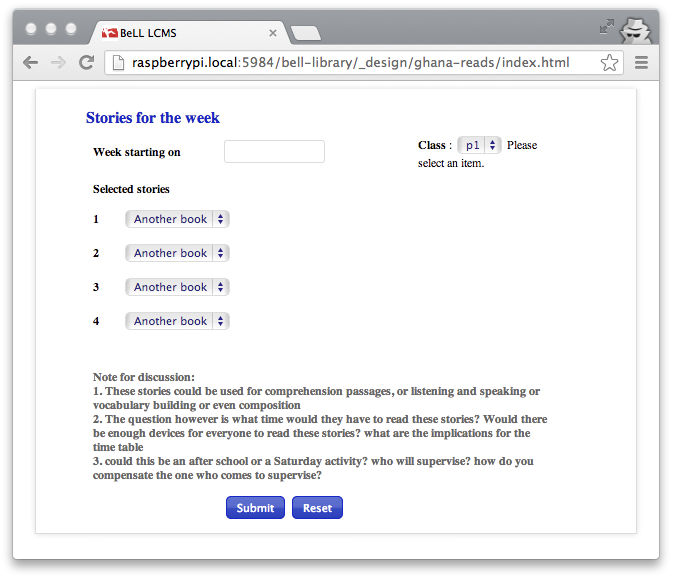 BeLL LCMS
raspberrypi.local:5984/bell-library/_design/ghana-reads/index.html
Stories for the week
Week starting on
Class : p1 Please
select an item.
Selected stories
1 Another book
2 Another book
3 Another book
4 Another book
Note for discussion:
1. These stories could be used for comprehension passages, or listening and speaking or
vocabulary building or even composition
2. The question however is what time would they have to read these stories? Would there
be enough devices for everyone to read these stories? what are the implications for the
time table
3. could this be an after school or a Saturday activity? who will supervise? how do you
compensate the one who comes to supervise?
Submit Reset